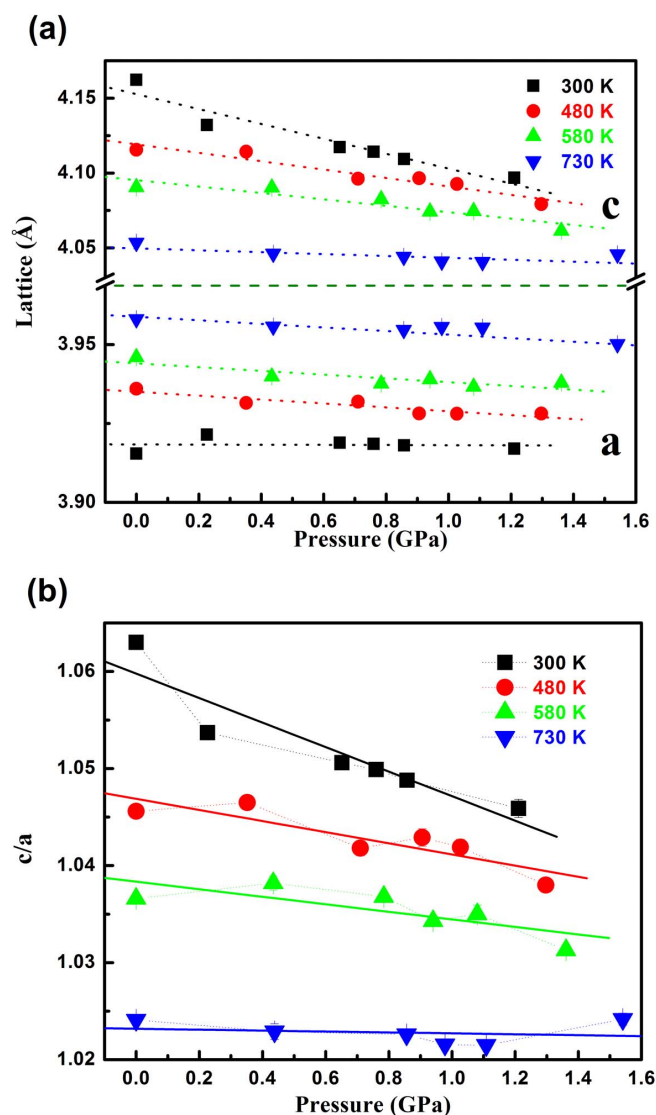 (a)
300 K
480 K
580 K
730 K
4.15
4.10
4.05
3.95
3.90
c
a
Lattice (Å)
0.0 0.2 0.4 0.6 0.8 1.0 1.2 1.4 1.6
Pressure (GPa)
(b)
300 K
480 K
580 K
730 K
1.06
1.05
1.04
1.03
1.02
c/a
0.0 0.2 0.4 0.6 0.8 1.0 1.2 1.4 1.6
Pressure (GPa)